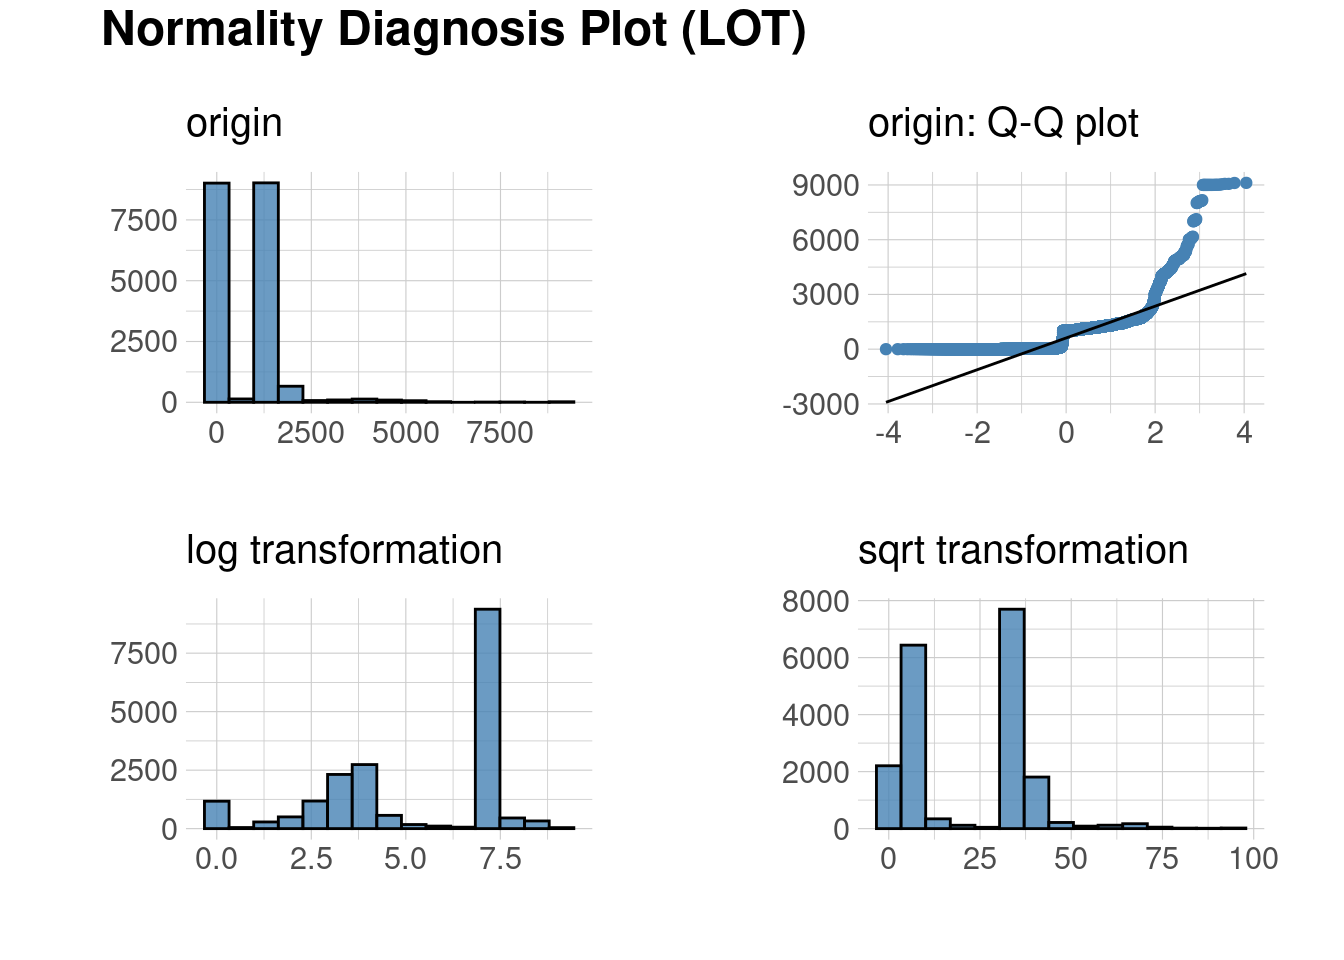 Normality Diagnosis Plot (LOT)
origin
7500
5000
2500
0
0 2500 5000 7500
origin: Q-Q plot
9000
6000
3000
0
-3000
-4 -2 0 2 4
log transformation
7500
5000
2500
0
0.0 2.5 5.0 7.5
sqrt transformation
8000
6000
4000
2000
0
0 25 50 75 100